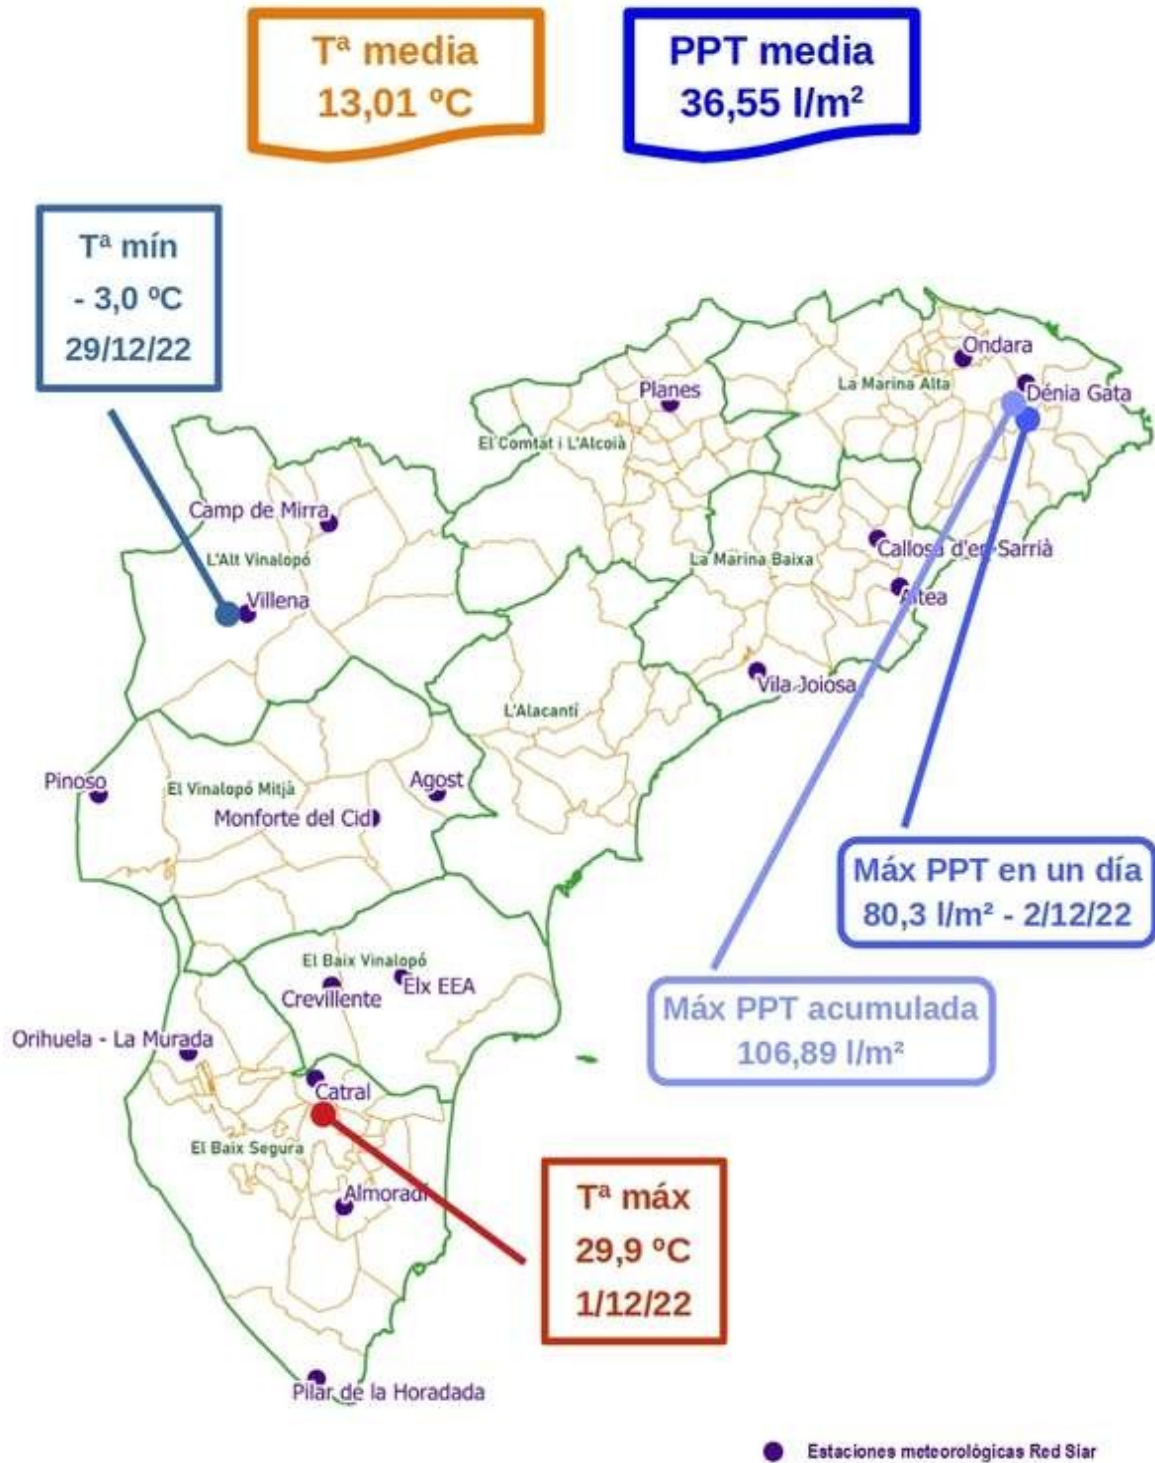 Tª media
13,01 ºC
PPT media
36,55 l/m²
Tª mín
- 3,0 ºC
29/12/22
Ondara
La Marina Alta
Dénia Gata
Planes
El Comtat i L'Alcoià
Camp de Mirra
L'Alt Vinalopó
Villena
Callosa d'en Sarrià
La Marina Baixa
Altea
Vila Joiosa
L'Alacantí
Pinoso
El Vinalopó Mitjà
Agost
Monforte del Cid
Máx PPT en un día
80,3 l/m² - 2/12/22
El Baix Vinalopó
Elx EEA
Crevillente
Máx PPT acumulada
106,89 l/m²
Orihuela - La Murada
Catral
El Baix Segura
Almoradí
Tª máx
29,9 ºC
1/12/22
Pilar de la Horadada
Estaciones meteorológicas Red Siar